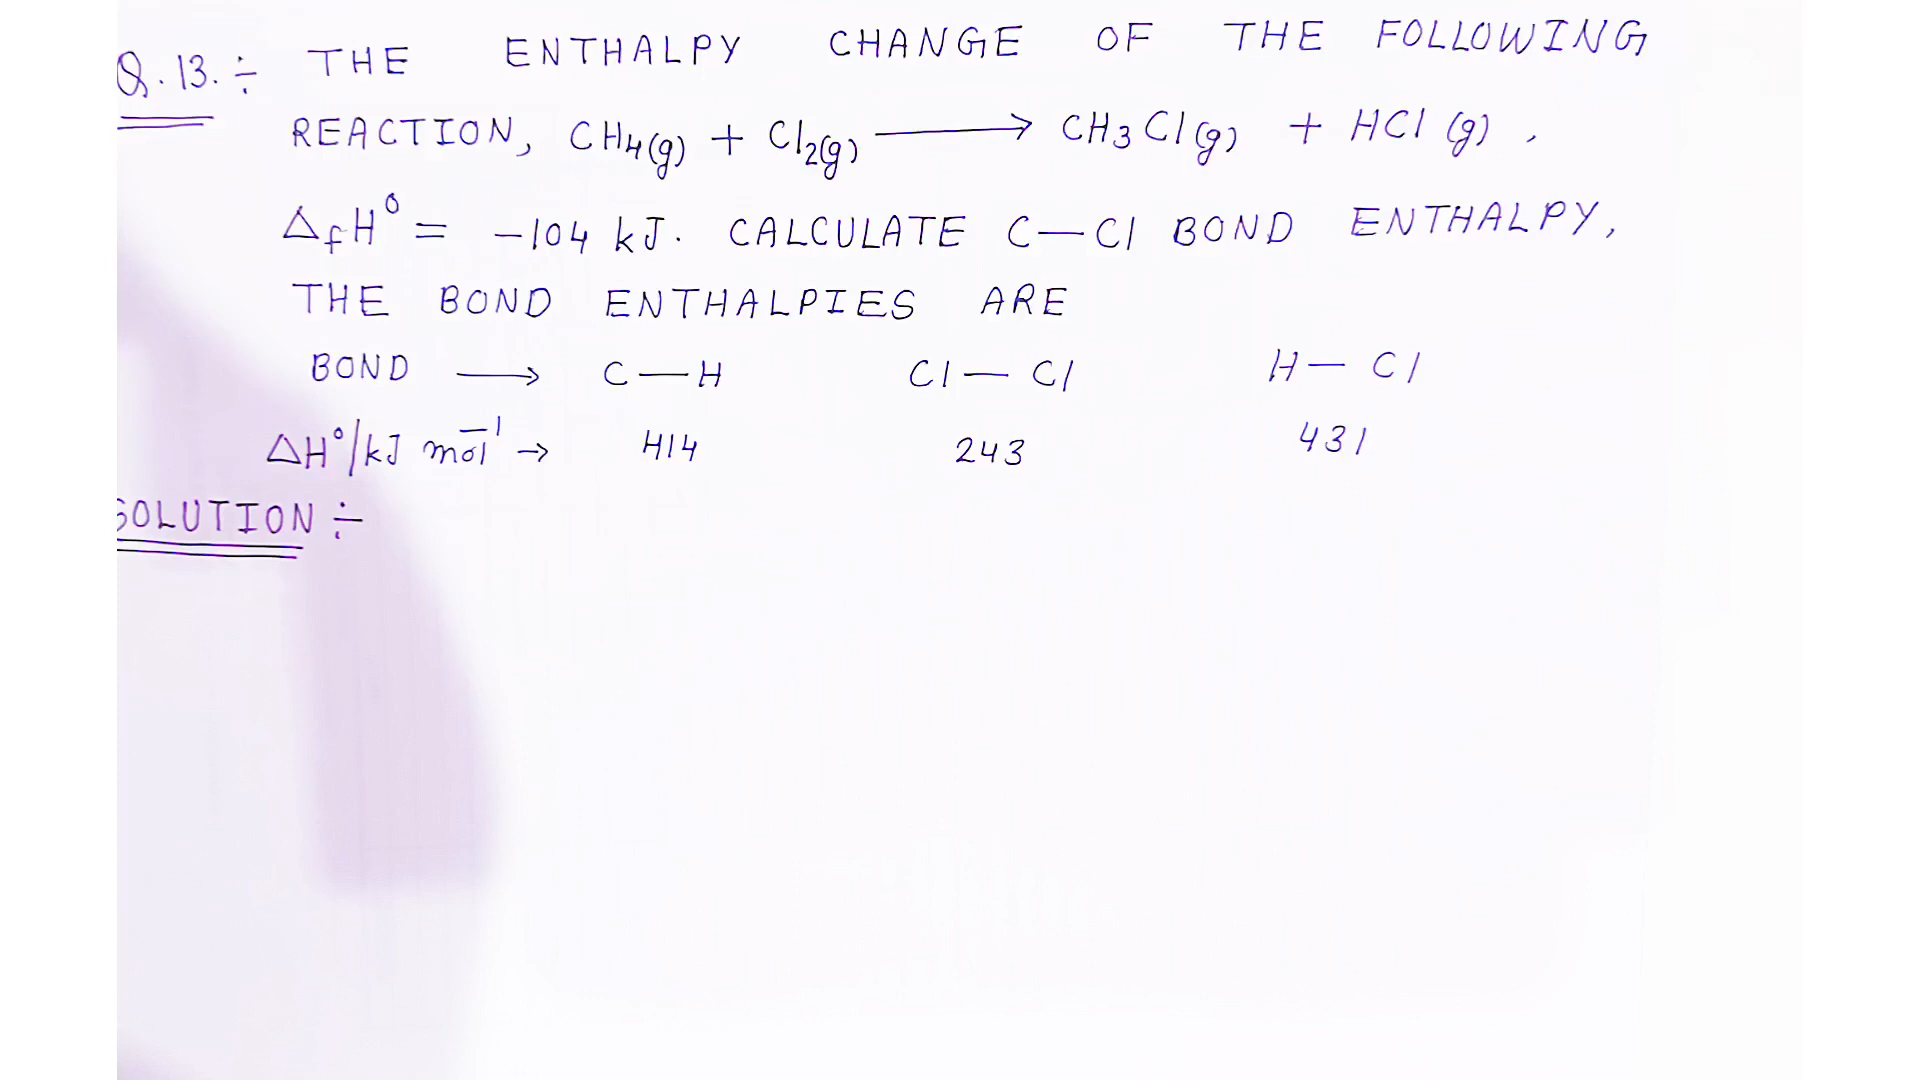 Q.13.÷ THE ENTHALPY CHANGE OF THE FOLLOWING
REACTION, CH4(g) + Cl2(g) ⟶ CH3Cl(g) + HCl(g),
ΔfH° = -104 kJ. CALCULATE C—Cl BOND ENTHALPY,
THE BOND ENTHALPIES ARE
BOND ⟶ C—H Cl—Cl H—Cl
ΔH°/kJ mol⁻¹ → 414 243 431
SOLUTION ÷